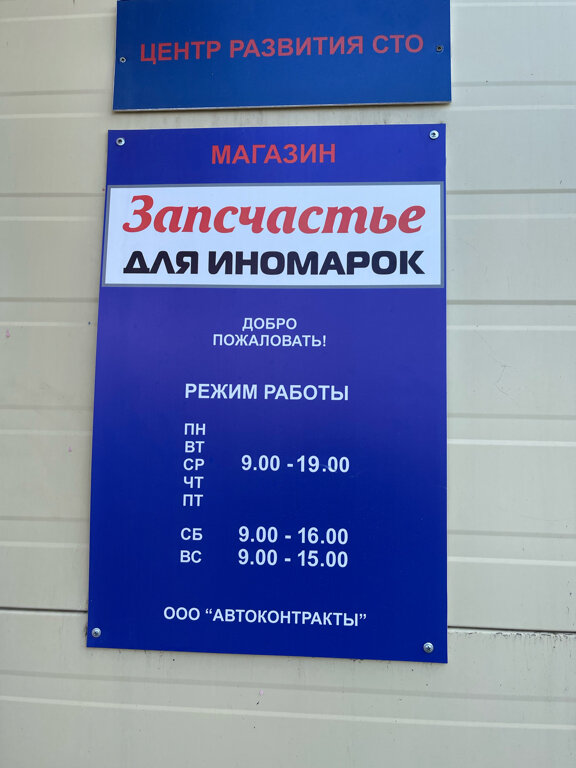 ЦЕНТР РАЗВИТИЯ СТО
МАГАЗИН
Запсчастье
ДЛЯ ИНОМАРОК
ДОБРО
ПОЖАЛОВАТЬ!
РЕЖИМ РАБОТЫ
ПН
ВТ
СР 9.00 - 19.00
ЧТ
ПТ
СБ 9.00 - 16.00
ВС 9.00 - 15.00
ООО "АВТОКОНТРАКТЫ"